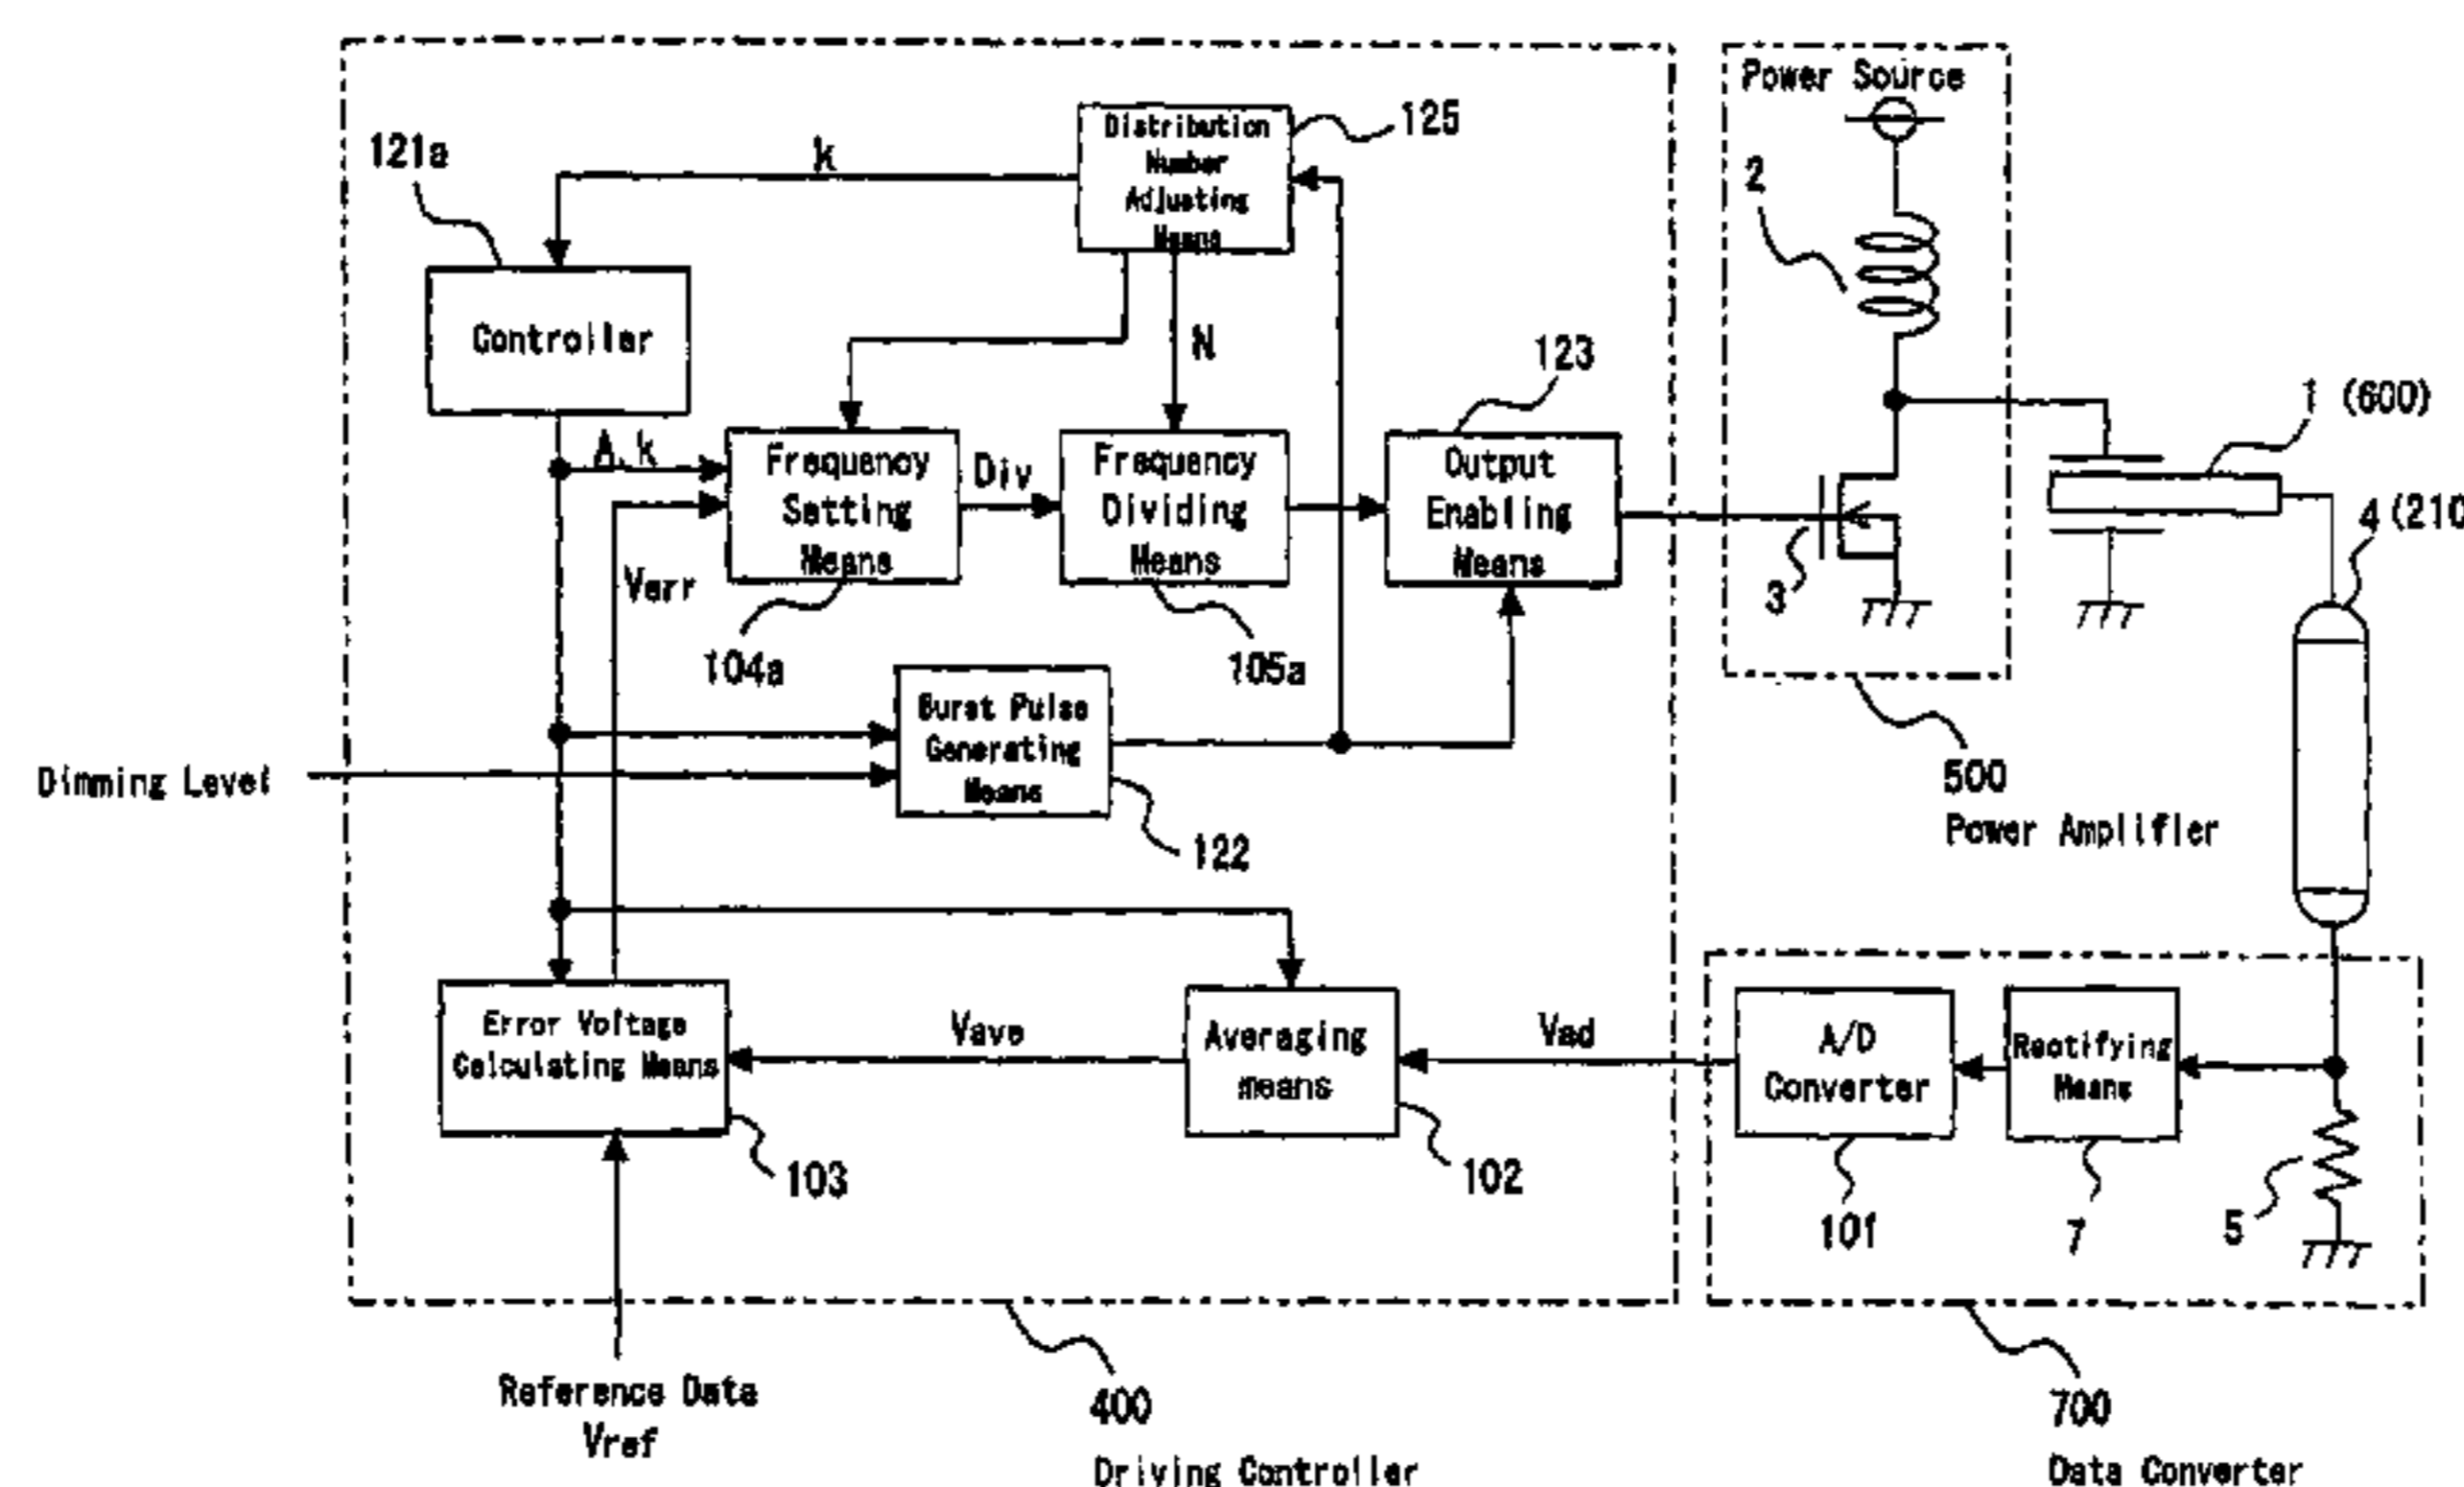 Power Source
Distribution
Number
Adjusting
Means
125
121a
k
2
Controller
N
123
1 (600)
A, k
Frequency
Setting
Means
Div
Frequency
Dividing
Means
Output
Enabling
Means
4 (210
3
Verr
104a
105a
Burst Pulse
Generating
Means
Dimming Level
500
Power Amplifier
122
Error Voltage
Calculating Means
Vave
Averaging
means
Vad
A/D
Converter
Rectifying
Means
103
102
101
7
5
Reference Data
Vref
400
Driving Controller
700
Data Converter